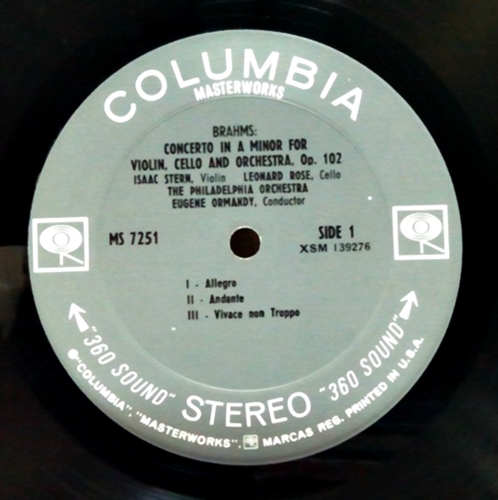 COLUMBIA
MASTERWORKS
BRAHMS:
CONCERTO IN A MINOR FOR
VIOLIN, CELLO AND ORCHESTRA, Op. 102
ISAAC STERN, Violin LEONARD ROSE, Cello
THE PHILADELPHIA ORCHESTRA
EUGENE ORMANDY, Conductor
MS 7251
SIDE 1
XSM 139276
I - Allegro
II - Andante
III - Vivace non Troppo
"360 SOUND" STEREO "360 SOUND"
℗"COLUMBIA". "MASTERWORKS". MARCAS REG. PRINTED IN U.S.A.